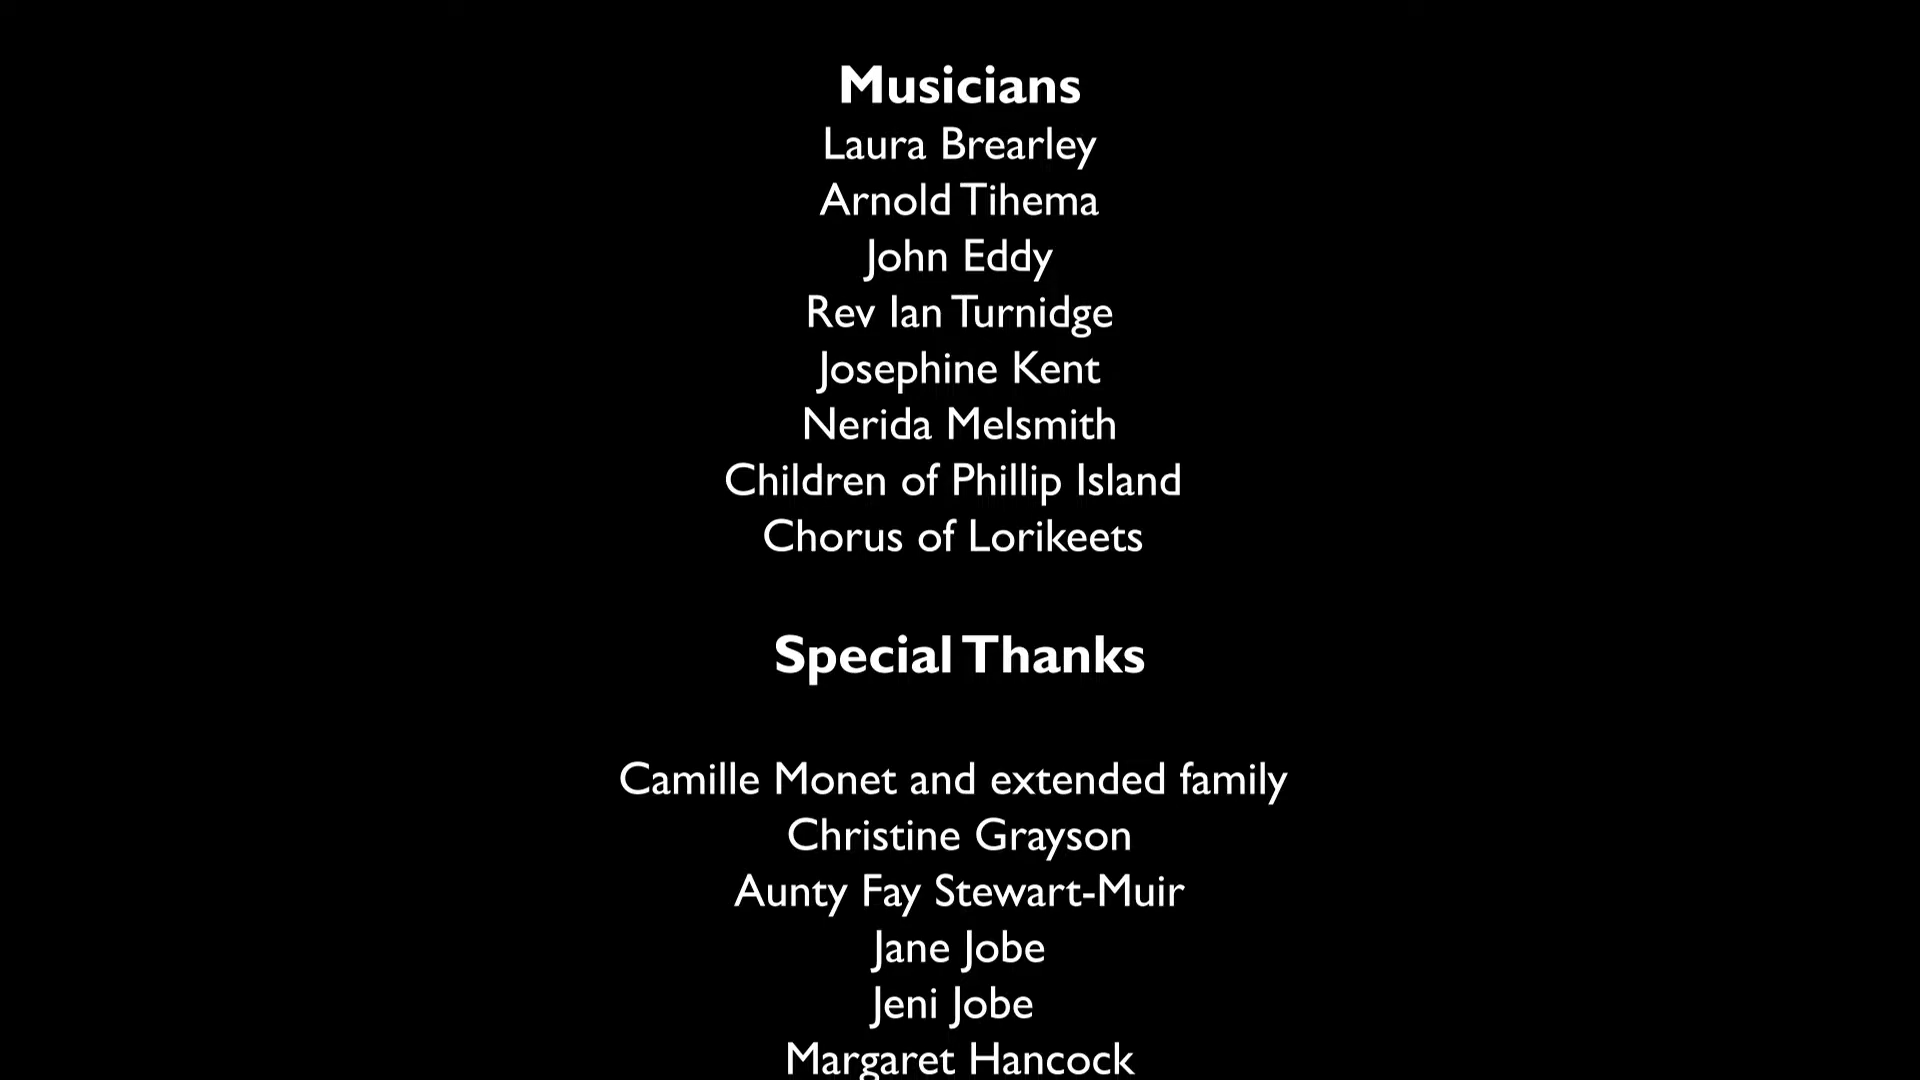 Musicians
Laura Brearley
Arnold Tihema
John Eddy
Rev Ian Turnidge
Josephine Kent
Nerida Melsmith
Children of Phillip Island
Chorus of Lorikeets
Special Thanks
Camille Monet and extended family
Christine Grayson
Aunty Fay Stewart-Muir
Jane Jobe
Jeni Jobe
Margaret Hancock